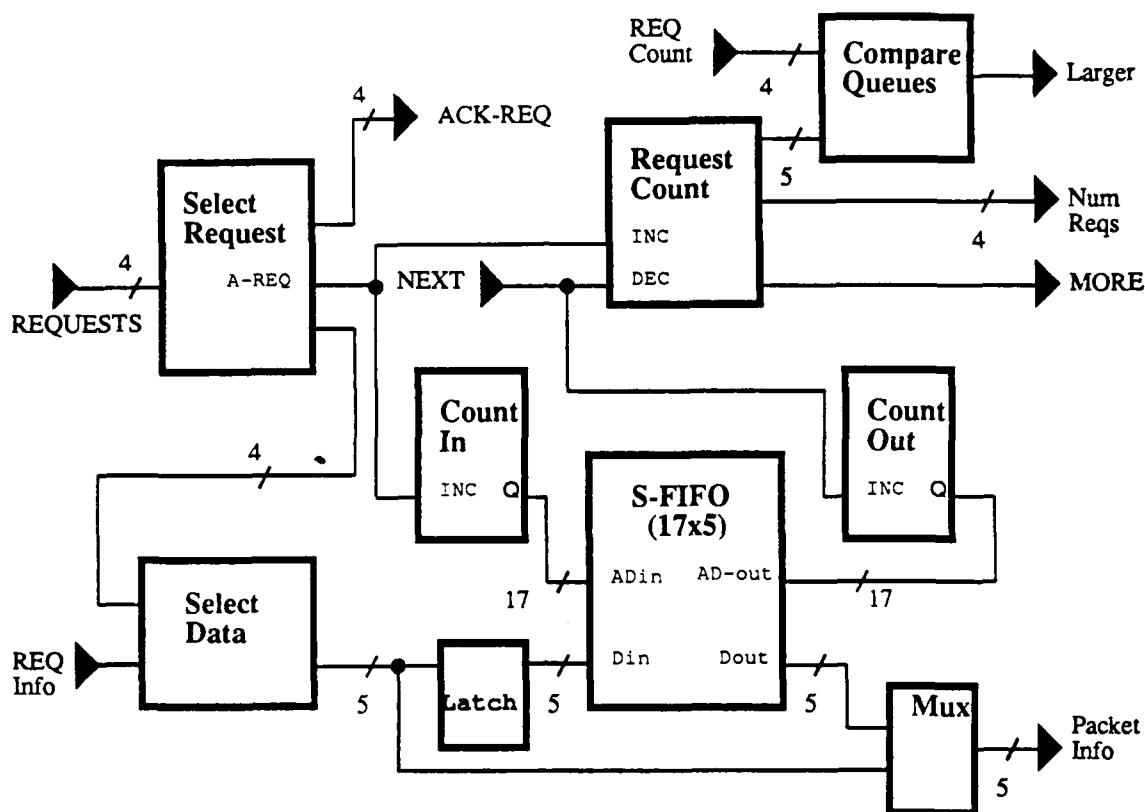 REQ
Count
4
Compare
Queues
Larger
4
ACK-REQ
5
Request
Count
INC
DEC
Num
Reqs
4
MORE
Select
Request
A-REQ
4
REQUESTS
NEXT
Count
In
INC Q
Count
Out
INC Q
4
S-FIFO
(17x5)
ADin AD-out
Din Dout
17
17
Select
Data
REQ
Info
5
Latch
5
5
Mux
Packet
Info
5